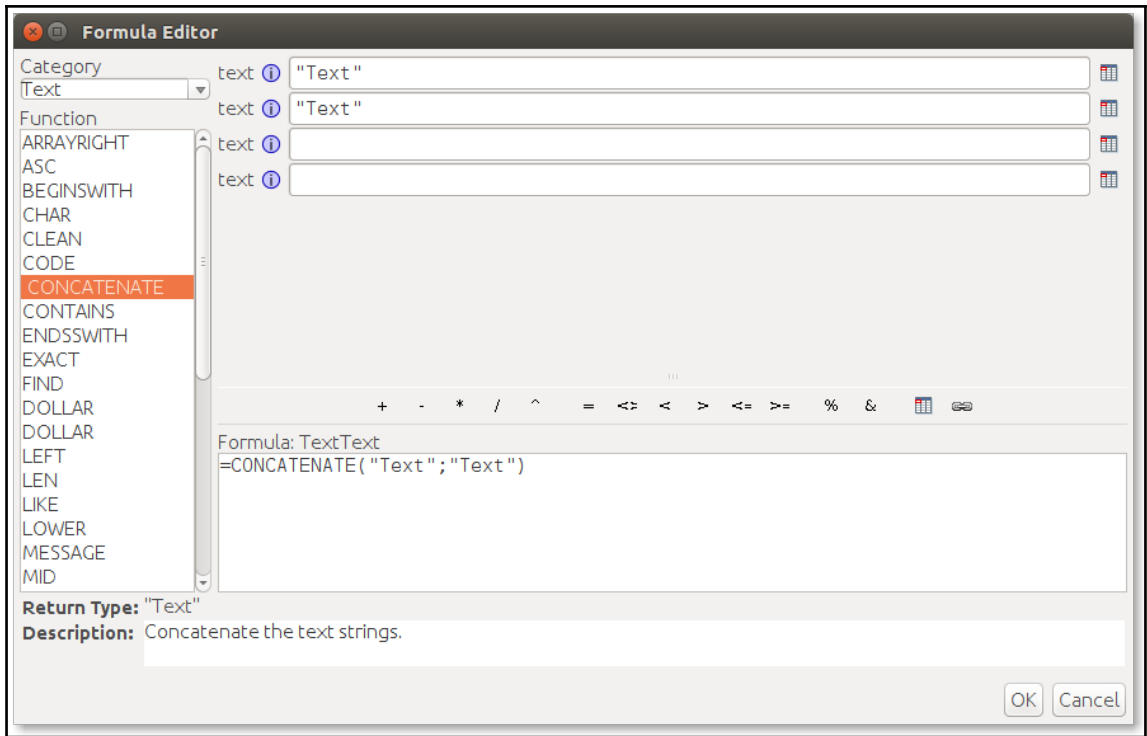 Formula Editor
Category
Text
Function
ARRAYRIGHT
ASC
BEGINSWITH
CHAR
CLEAN
CODE
CONCATENATE
CONTAINS
ENDSSWITH
EXACT
FIND
DOLLAR
DOLLAR
LEFT
LEN
LIKE
LOWER
MESSAGE
MID
text "Text"
text "Text"
text
text
+ - * / ^ = <> < > <= >= % &
Formula: TextText
=CONCATENATE("Text";"Text")
Return Type: "Text"
Description: Concatenate the text strings.
OK Cancel